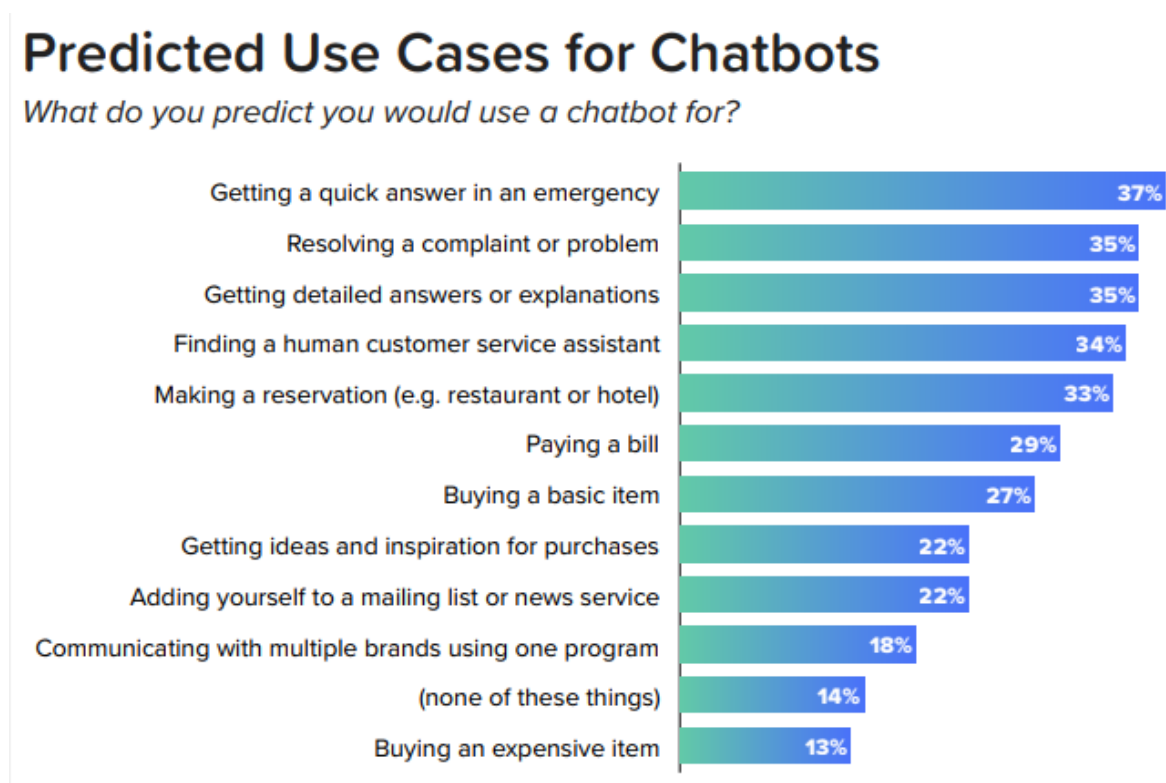 Predicted Use Cases for Chatbots
What do you predict you would use a chatbot for?
Getting a quick answer in an emergency 37%
Resolving a complaint or problem 35%
Getting detailed answers or explanations 35%
Finding a human customer service assistant 34%
Making a reservation (e.g. restaurant or hotel) 33%
Paying a bill 29%
Buying a basic item 27%
Getting ideas and inspiration for purchases 22%
Adding yourself to a mailing list or news service 22%
Communicating with multiple brands using one program 18%
(none of these things) 14%
Buying an expensive item 13%